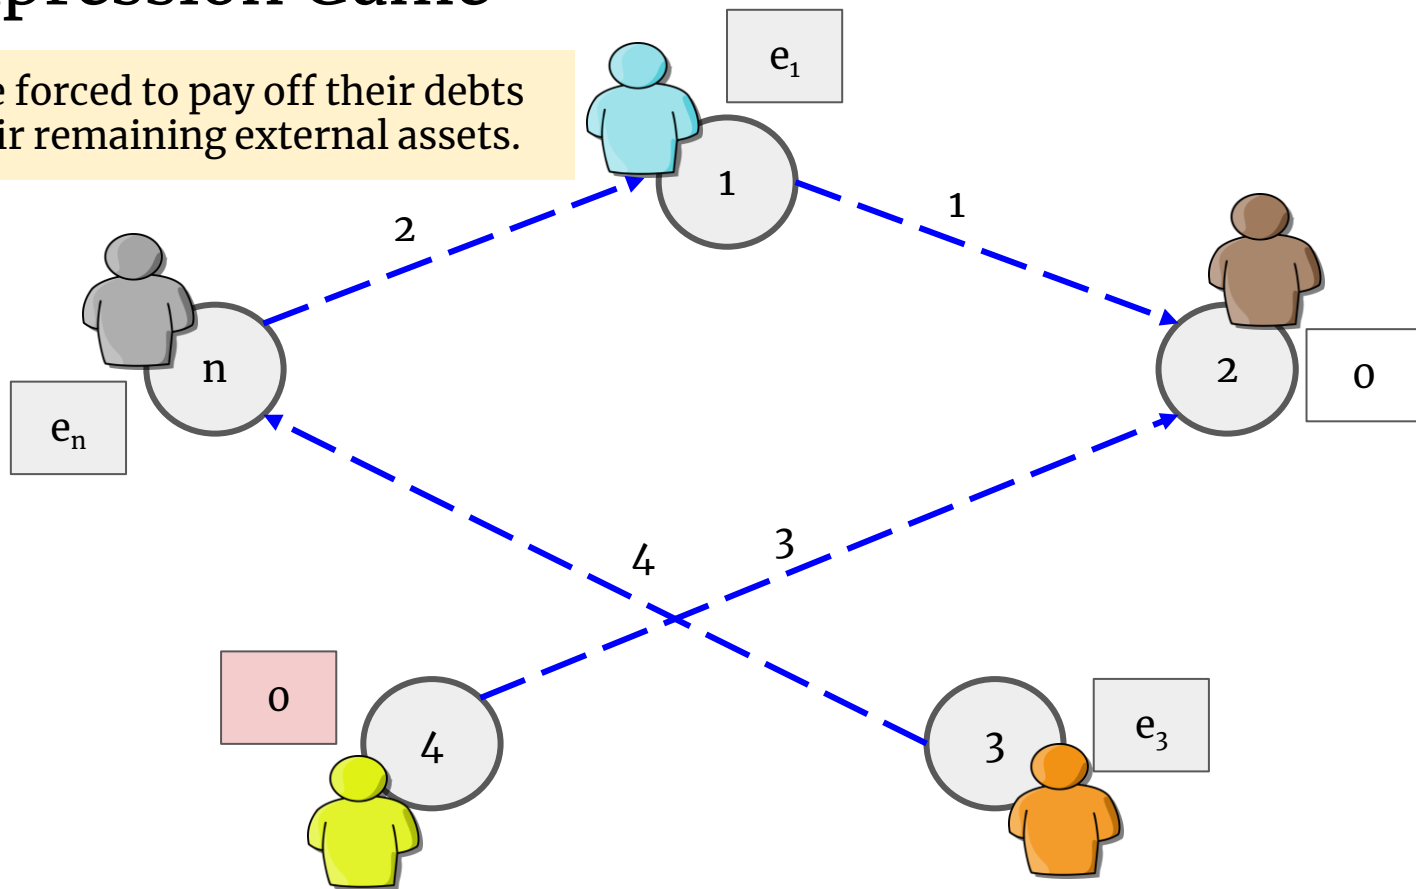 e₁
forced to pay off their debts
remaining external assets.
1
1
2
2
0
n
eₙ
4
3
0
4
3
e₃